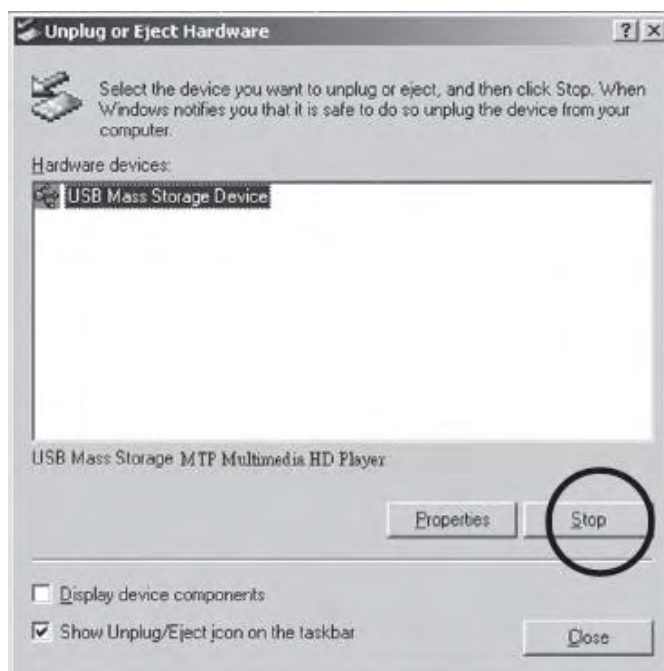 Unplug or Eject Hardware
Select the device you want to unplug or eject, and then click Stop. When
Windows notifies you that it is safe to do so unplug the device from your
computer.
Hardware devices:
USB Mass Storage Device
USB Mass Storage MTP Multimedia HD Player
Properties
Stop
Display device components
Show Unplug/Eject icon on the taskbar
Close